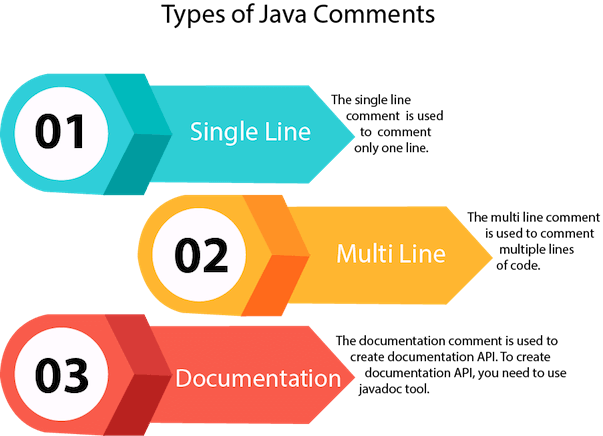 Types of Java Comments
01
Single Line
The single line
comment is used
to comment
only one line.
02
Multi Line
The multi line comment
is used to comment
multiple lines
of code.
03
Documentation
The documentation comment is used to
create documentation API. To create
documentation API, you need to use
javadoc tool.